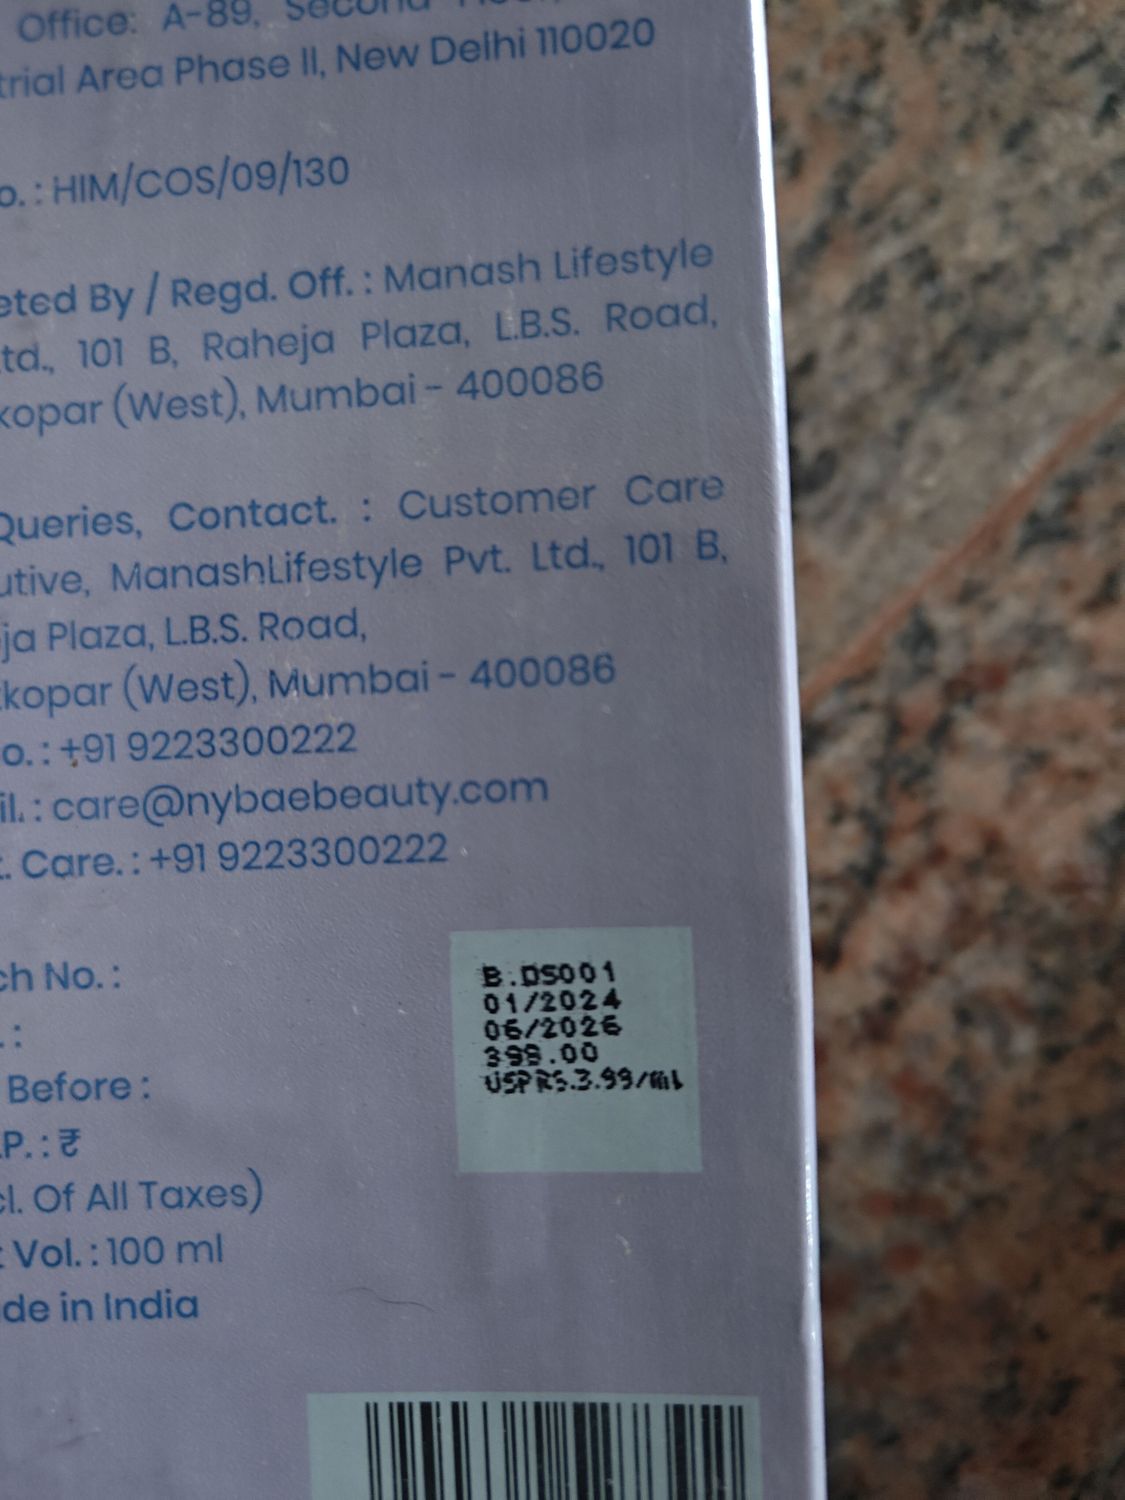 Office: A-89, Second
trial Area Phase II, New Delhi 110020
o. : HIM/COS/09/130
eted By / Regd. Off. : Manash Lifestyle
td., 101 B, Raheja Plaza, L.B.S. Road,
kopar (West), Mumbai - 400086
Queries, Contact. : Customer Care
utive, ManashLifestyle Pvt. Ltd., 101 B,
ja Plaza, L.B.S. Road,
kopar (West), Mumbai - 400086
o. : +91 9223300222
il. : care@nybaebeauty.com
. Care. : +91 9223300222
ch No. :
. :
Before :
.P. : ₹
cl. Of All Taxes)
t Vol. : 100 ml
de in India
B.DS001
01/2024
06/2026
399.00
USP RS.3.99/ml